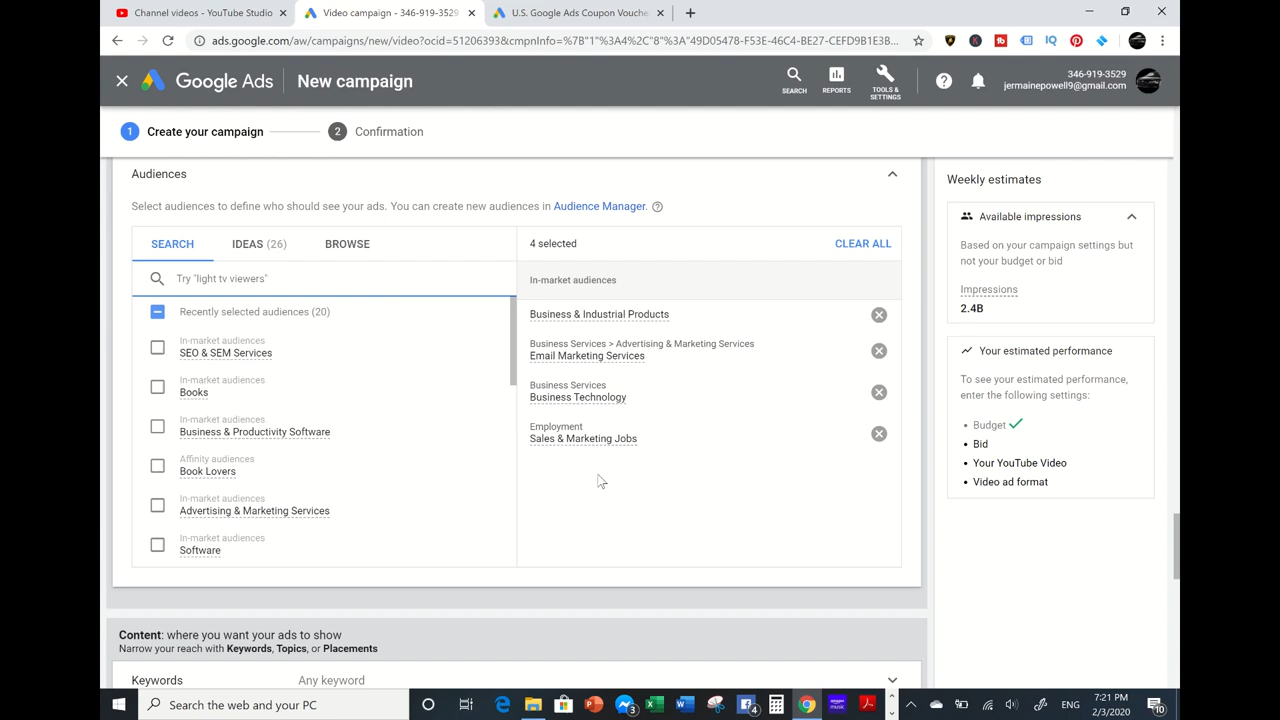 Channel videos - YouTube Studio
Video campaign - 346-919-3529
U.S. Google Ads Coupon Vouche
ads.google.com/aw/campaigns/new/video?ocid=51206393&cmpnInfo=%7B"1"%3A4%2C"8"%3A"49D05478-F53E-46C4-BE27-CEFD9B1E3B...
Google Ads
New campaign
SEARCH
REPORTS
TOOLS & SETTINGS
346-919-3529
jermainepowell9@gmail.com
1 Create your campaign
2 Confirmation
Audiences
Select audiences to define who should see your ads. You can create new audiences in Audience Manager.
SEARCH IDEAS (26) BROWSE
Try "light tv viewers"
Recently selected audiences (20)
In-market audiences
SEO & SEM Services
In-market audiences
Books
In-market audiences
Business & Productivity Software
Affinity audiences
Book Lovers
In-market audiences
Advertising & Marketing Services
In-market audiences
Software
4 selected
CLEAR ALL
In-market audiences
Business & Industrial Products
Business Services > Advertising & Marketing Services
Email Marketing Services
Business Services
Business Technology
Employment
Sales & Marketing Jobs
Weekly estimates
Available impressions
Based on your campaign settings but
not your budget or bid
Impressions
2.4B
Your estimated performance
To see your estimated performance,
enter the following settings:
• Budget
• Bid
• Your YouTube Video
• Video ad format
Content: where you want your ads to show
Narrow your reach with Keywords, Topics, or Placements
Keywords
Any keyword
Search the web and your PC
3
4
amazon music
ENG
7:21 PM
2/3/2020
10